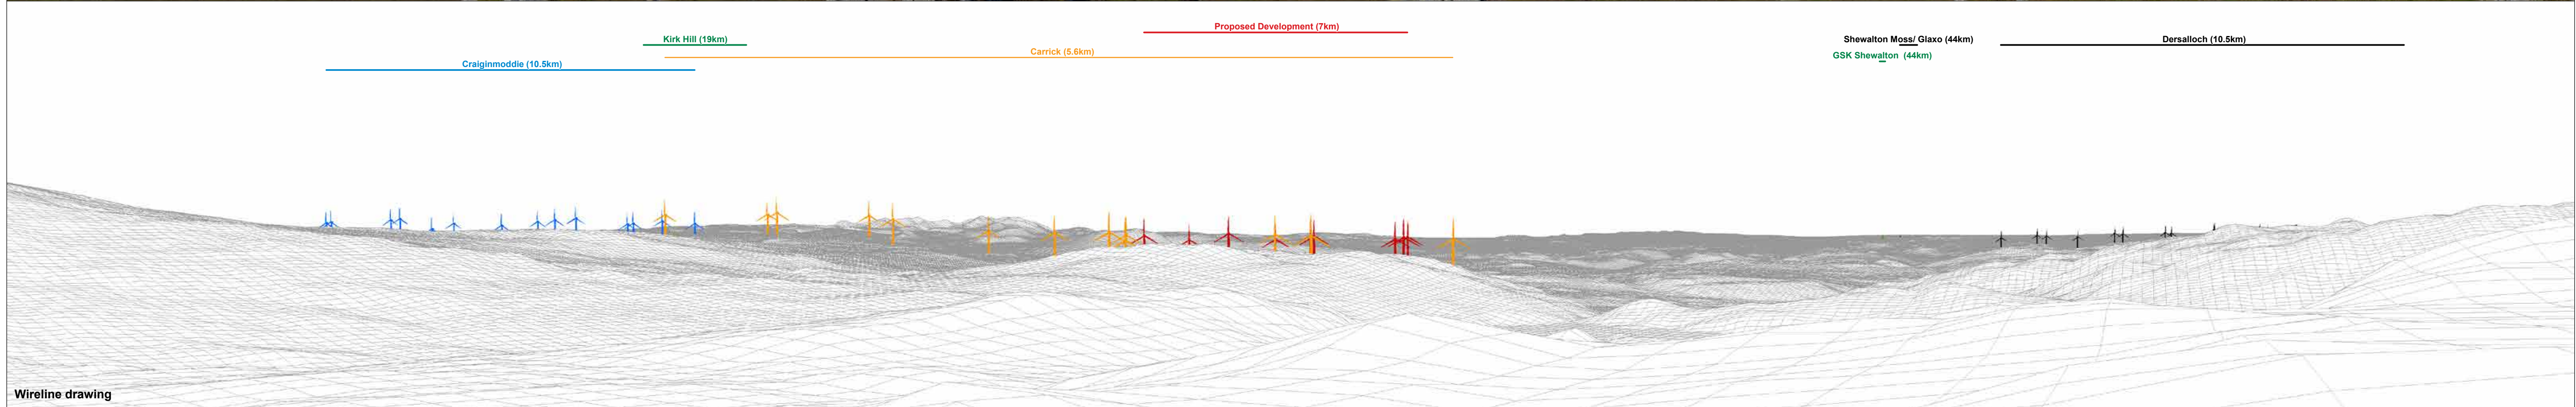 Proposed Development (7km)
Kirk Hill (19km)
Shewalton Moss/ Glaxo (44km)
Dersalloch (10.5km)
Carrick (5.6km)
GSK Shewalton (44km)
Craiginmoddie (10.5km)
Wireline drawing